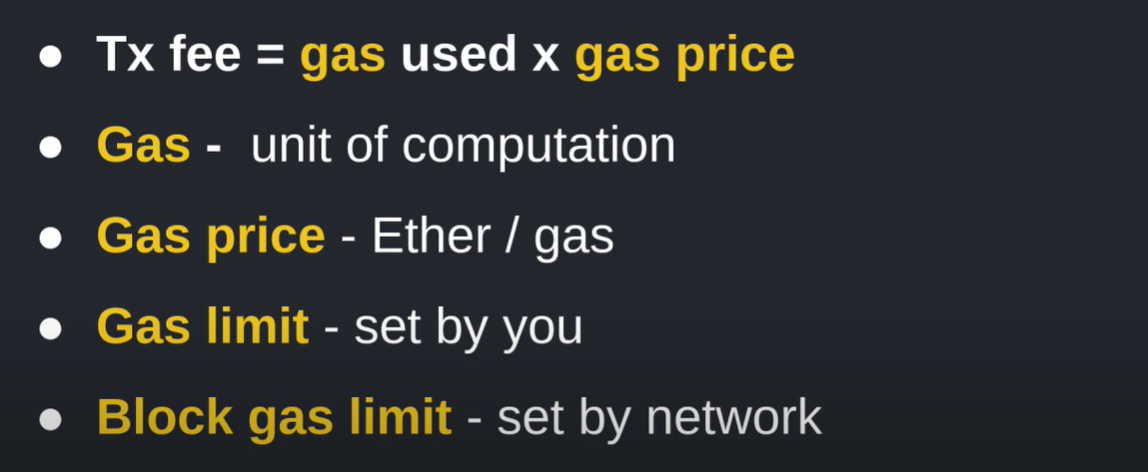 ● Tx fee = gas used x gas price
● Gas - unit of computation
● Gas price - Ether / gas
● Gas limit - set by you
● Block gas limit - set by network